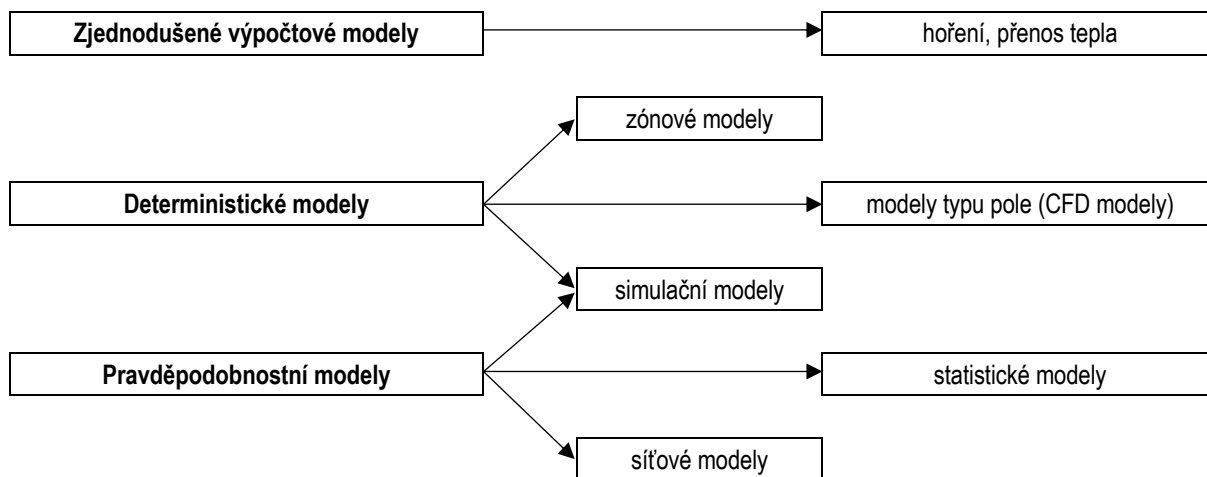 Zjednodušené výpočtové modely
hoření, přenos tepla
zónové modely
Deterministické modely
modely typu pole (CFD modely)
simulační modely
Pravděpodobnostní modely
statistické modely
síťové modely